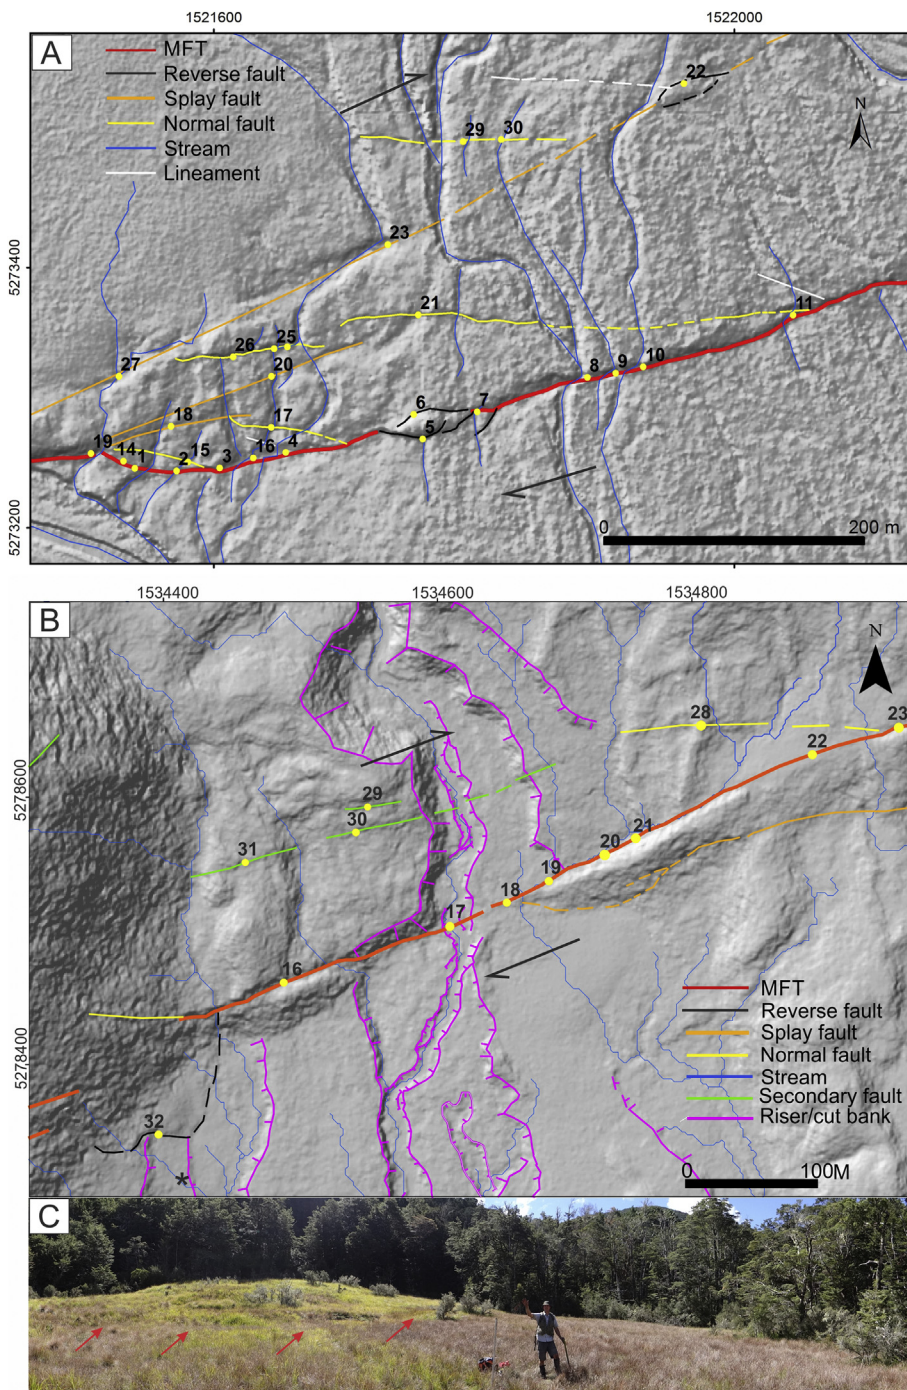 1521600
1522000
A
MFT
Reverse fault
Splay fault
Normal fault
Stream
Lineament
22
N
29
30
23
5273400
21
11
27
26
25
20
8
9
10
6
7
18
17
5
19
14
1
15
2
3
16
4
5273200
0
200 m
1534400
1534600
1534800
B
N
28
23
22
5278600
29
30
31
21
20
19
18
17
16
MFT
Reverse fault
Splay fault
Normal fault
Stream
Secondary fault
Riser/cut bank
5278400
32
*
0
100M
C